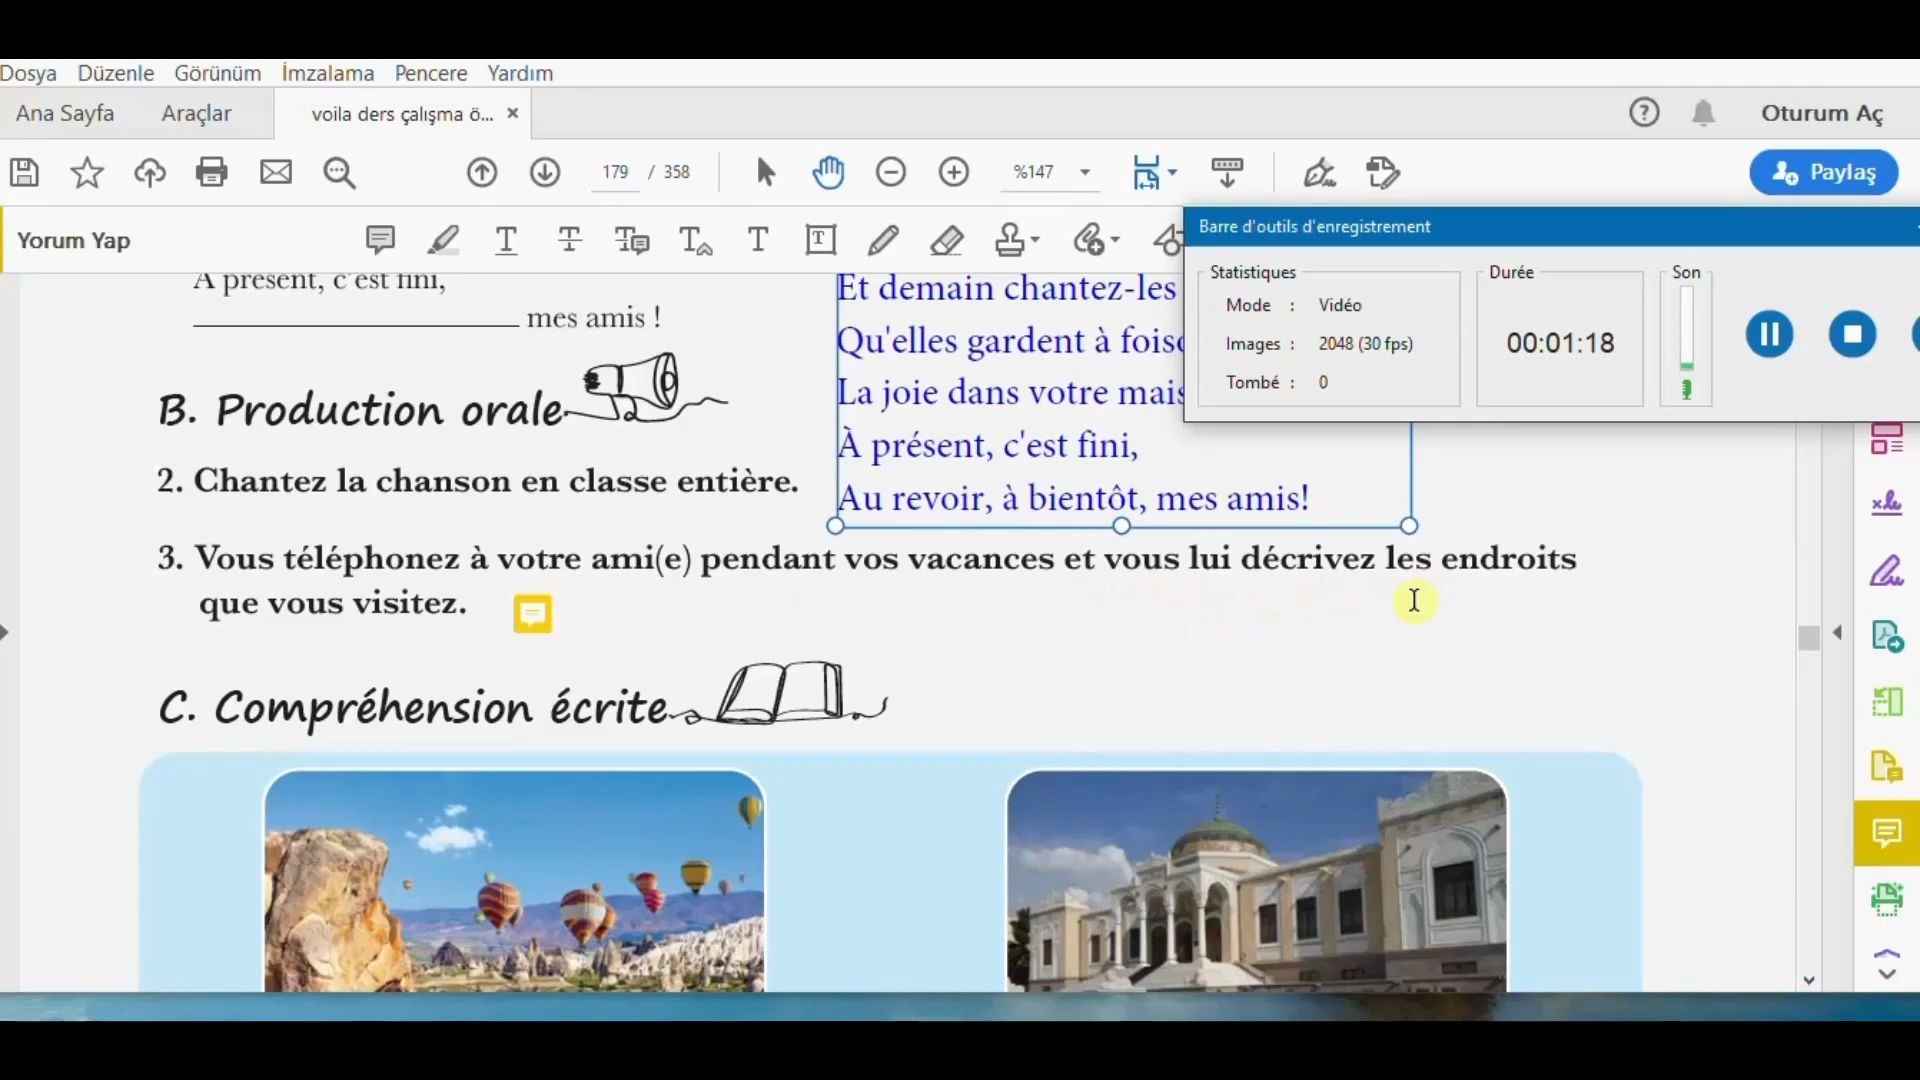 Dosya Düzenle Görünüm İmzalama Pencere Yardım
Ana Sayfa Araçlar voila ders çalışma ö... Oturum Aç
179 / 358 %147 Paylaş
Yorum Yap
Barre d'outils d'enregistrement
Statistiques
Mode : Vidéo
Images : 2048 (30 fps)
Tombé : 0
Durée
00:01:18
Son
À présent, c'est fini,
mes amis !
Et demain chantez-les
Qu'elles gardent à
La joie dans votre
À présent, c'est fini,
Au revoir, à bientôt, mes amis!
B. Production orale
2. Chantez la chanson en classe entière.
3. Vous téléphonez à votre ami(e) pendant vos vacances et vous lui décrivez les endroits
que vous visitez.
C. Compréhension écrite